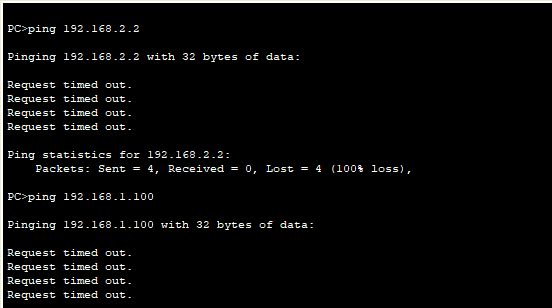 PC>ping 192.168.2.2
Pinging 192.168.2.2 with 32 bytes of data:
Request timed out.
Request timed out.
Request timed out.
Request timed out.
Ping statistics for 192.168.2.2:
    Packets: Sent = 4, Received = 0, Lost = 4 (100% loss),
PC>ping 192.168.1.100
Pinging 192.168.1.100 with 32 bytes of data:
Request timed out.
Request timed out.
Request timed out.
Request timed out.